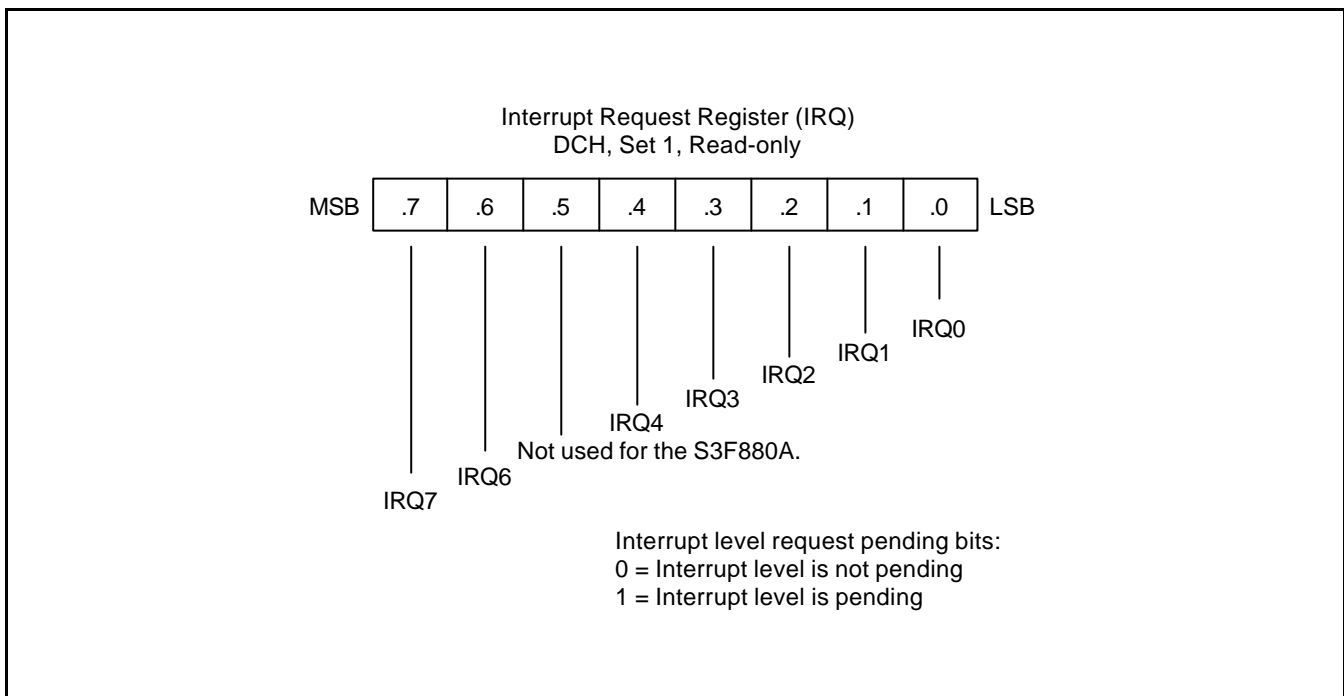 Interrupt Request Register (IRQ)
DCH, Set 1, Read-only
MSB .7 .6 .5 .4 .3 .2 .1 .0 LSB
IRQ0
IRQ1
IRQ2
IRQ3
IRQ4
Not used for the S3F880A.
IRQ6
IRQ7
Interrupt level request pending bits:
0 = Interrupt level is not pending
1 = Interrupt level is pending